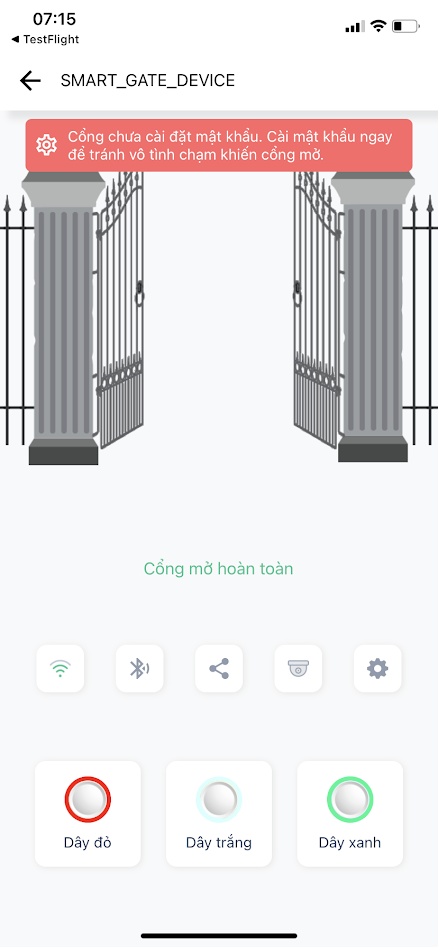 07:15
◀ TestFlight
SMART_GATE_DEVICE
Cổng chưa cài đặt mật khẩu. Cài mật khẩu ngay
để tránh vô tình chạm khiến cổng mở.
Cổng mở hoàn toàn
Dây đỏ
Dây trắng
Dây xanh